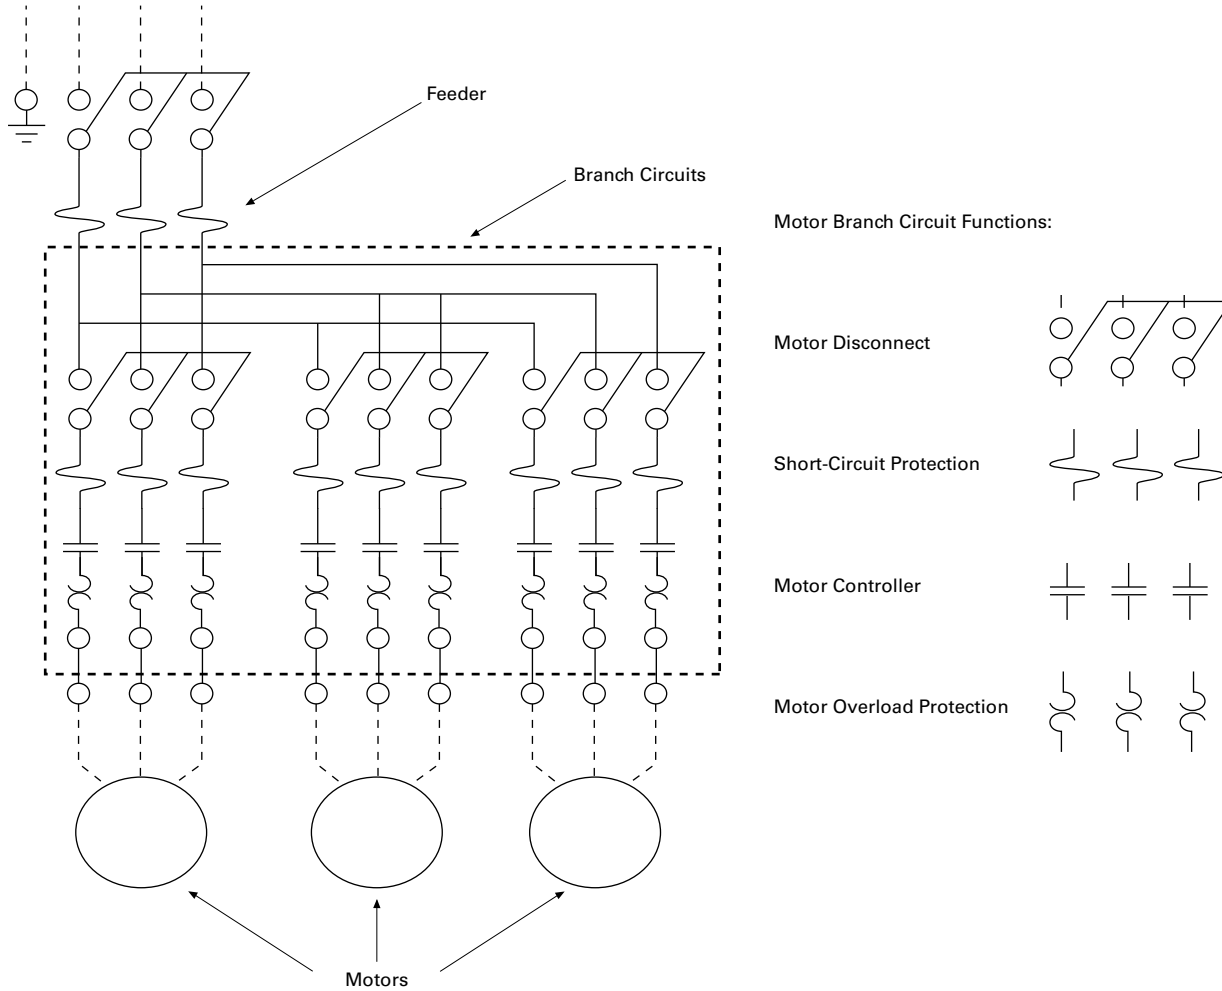 Feeder
Branch Circuits
Motor Branch Circuit Functions:
Motor Disconnect
Short-Circuit Protection
Motor Controller
Motor Overload Protection
Motors